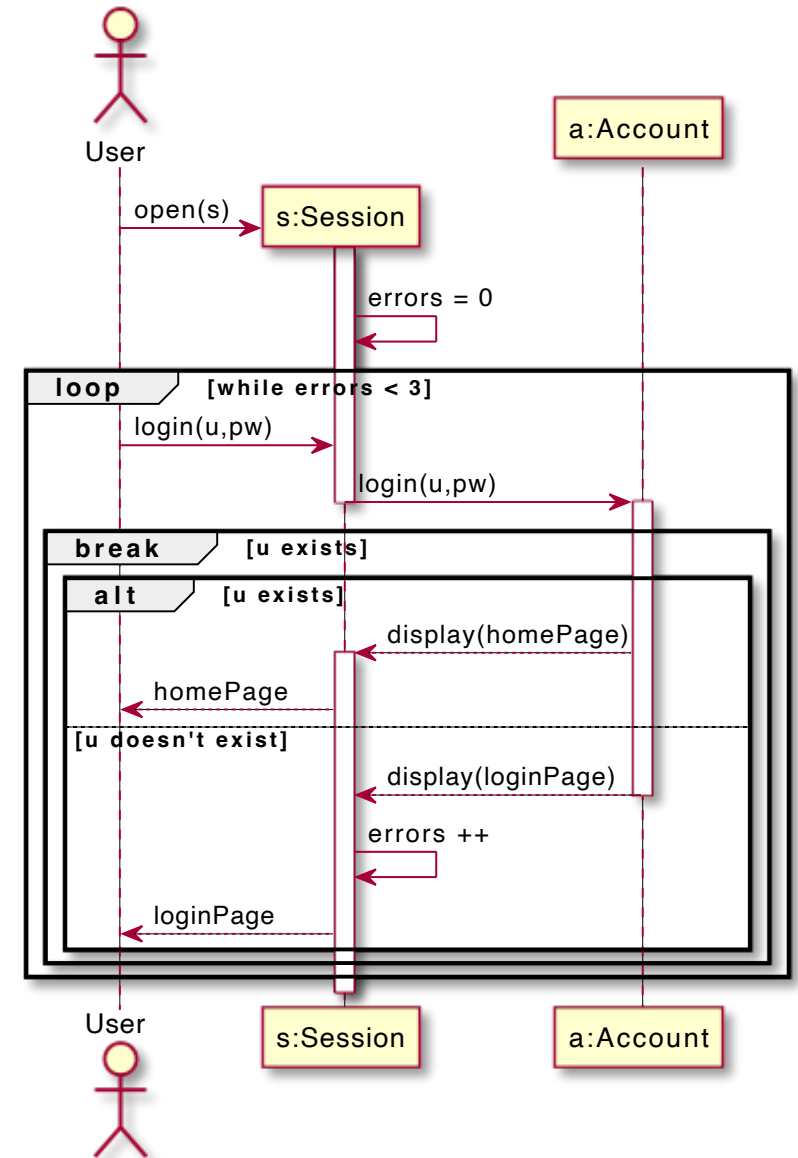 User
a:Account
open(s)
s:Session
errors = 0
loop [while errors < 3]
login(u,pw)
login(u,pw)
break [u exists]
alt [u exists]
display(homePage)
homePage
[u doesn't exist]
display(loginPage)
errors ++
loginPage
User
s:Session
a:Account